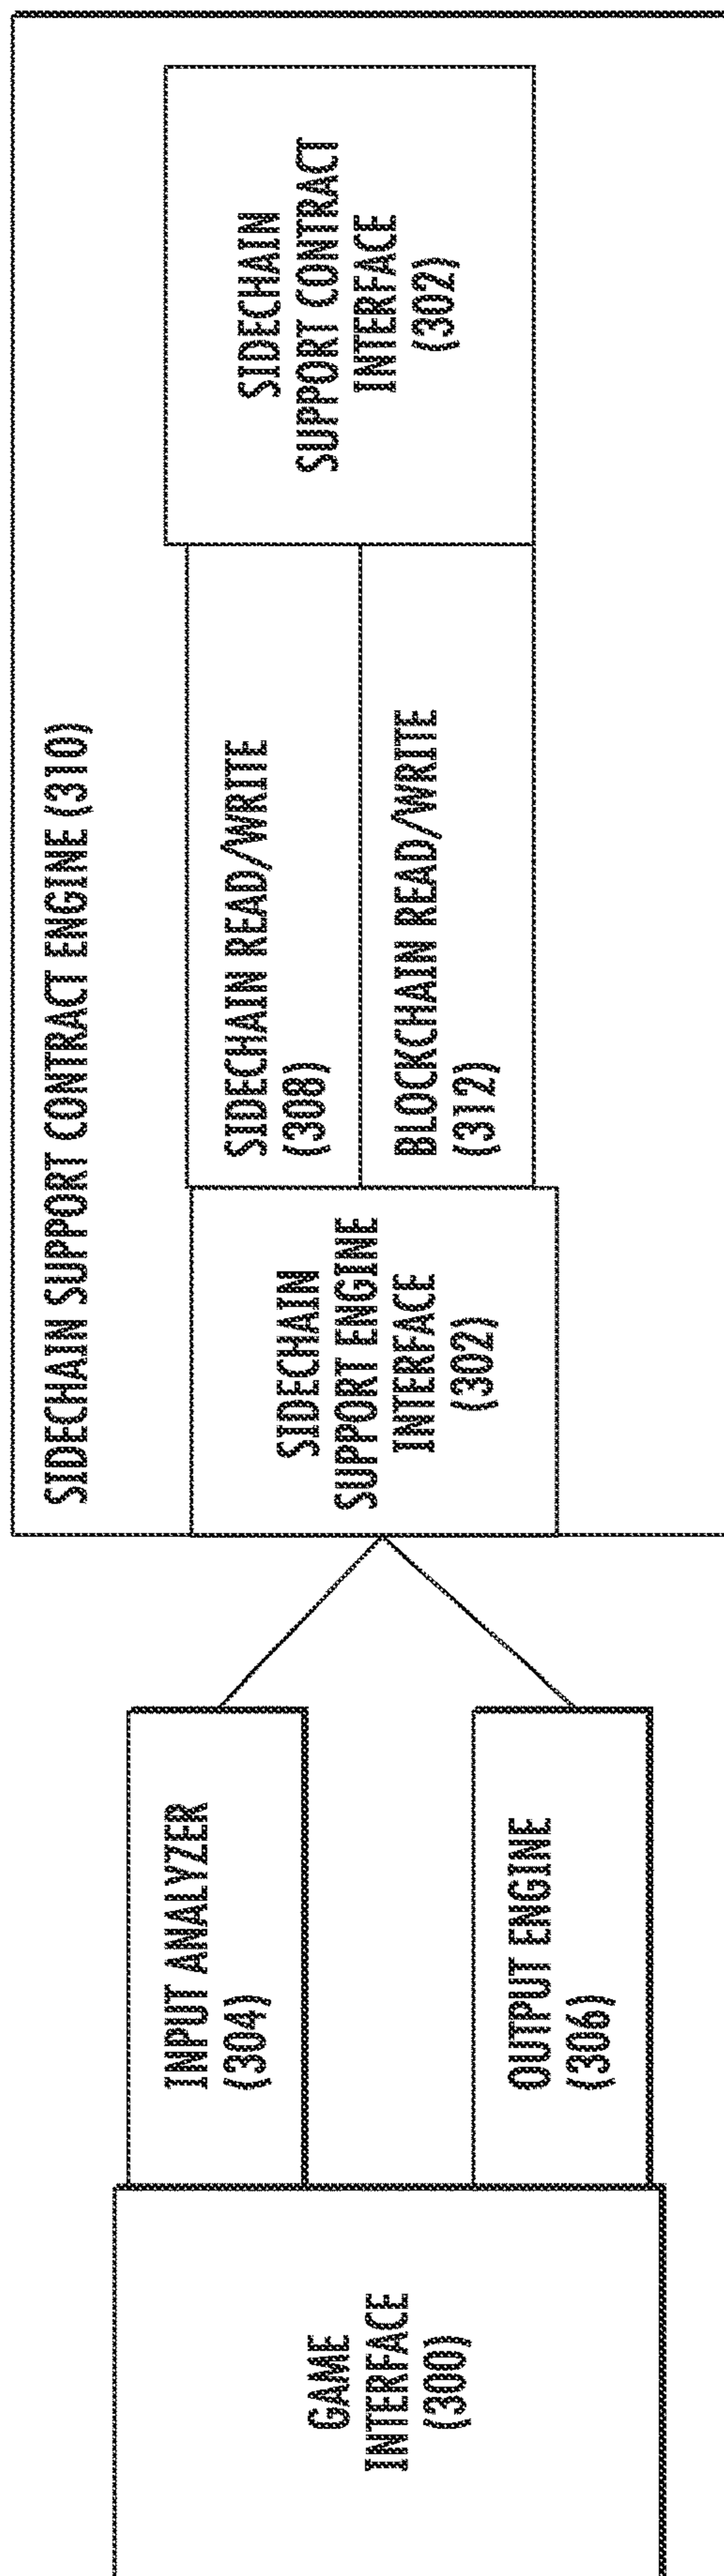 SIDECHAIN SUPPORT CONTRACT ENGINE (310)
GAME
INTERFACE
(300)
INPUT ANALYZER
(304)
OUTPUT ENGINE
(306)
SIDECHAIN
SUPPORT ENGINE
INTERFACE
(302)
SIDECHAIN READ/WRITE
(308)
BLOCKCHAIN READ/WRITE
(312)
SIDECHAIN
SUPPORT CONTRACT
INTERFACE
(302)